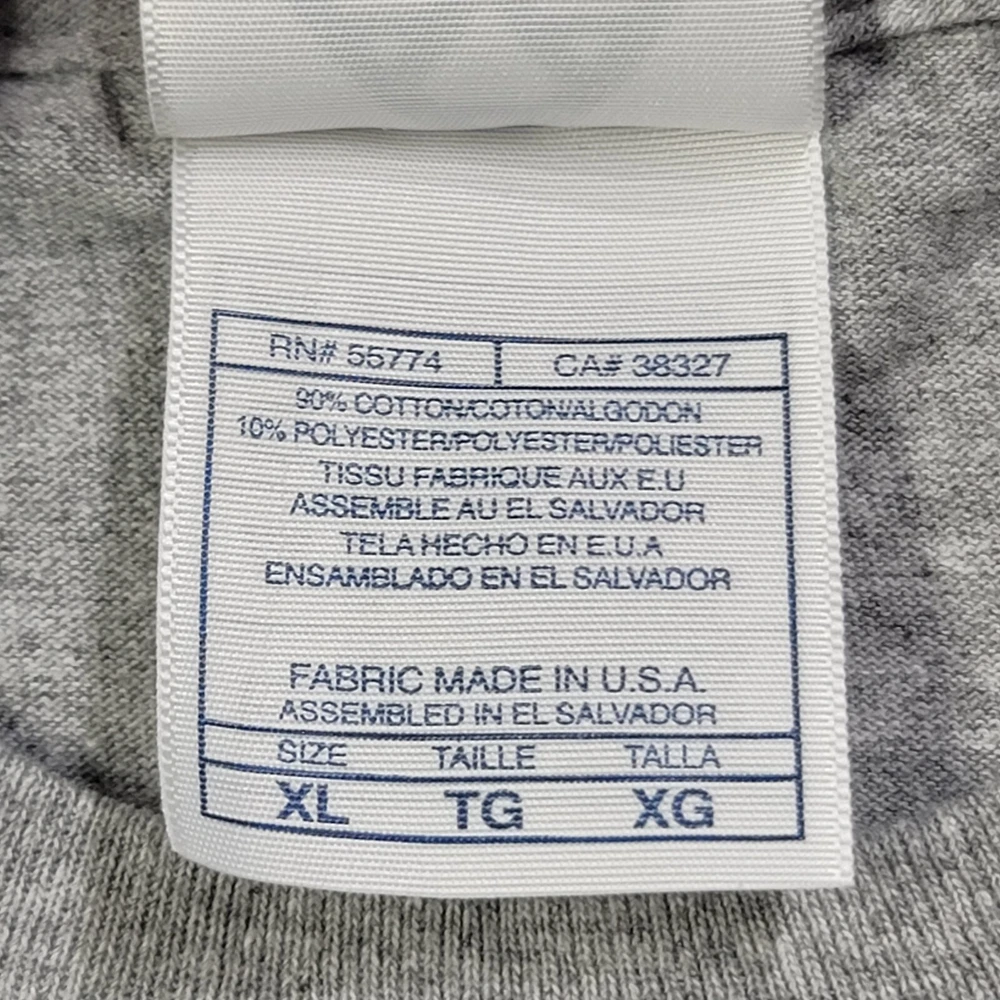 RN# 55774 CA# 38327
90% COTTON/COTON/ALGODON
10% POLYESTER/POLYESTER/POLIESTER
TISSU FABRIQUE AUX E.U
ASSEMBLE AU EL SALVADOR
TELA HECHO EN E.U.A
ENSAMBLADO EN EL SALVADOR
FABRIC MADE IN U.S.A.
ASSEMBLED IN EL SALVADOR
SIZE TAILLE TALLA
XL TG XG